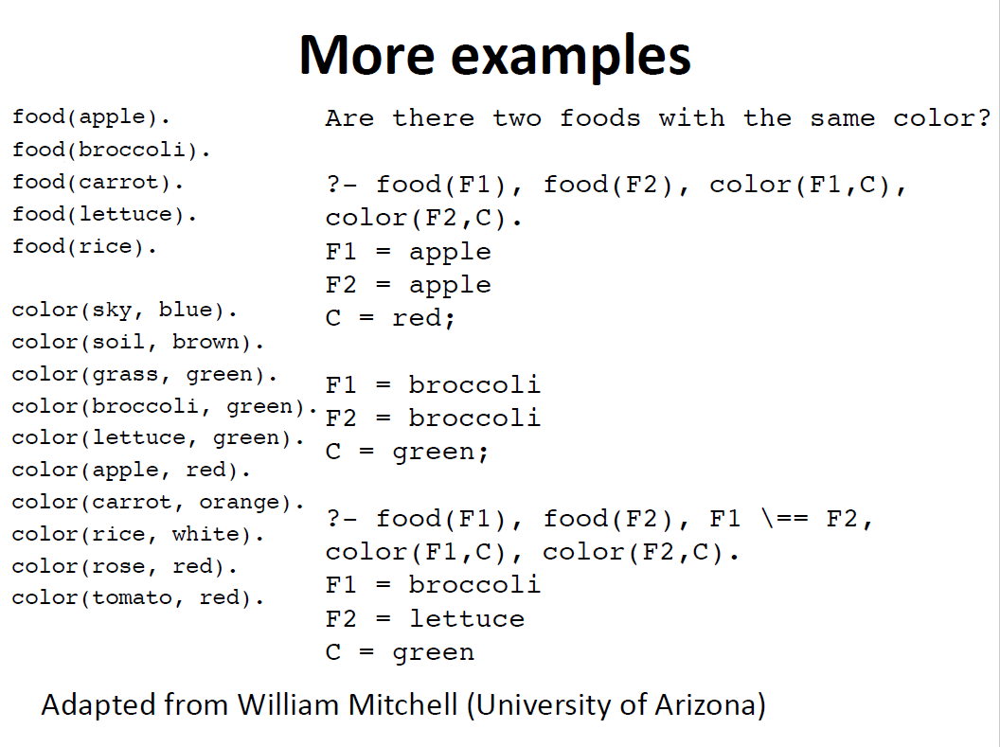 More examples
food(apple).
food(broccoli).
food(carrot).
food(lettuce).
food(rice).
color(sky, blue).
color(soil, brown).
color(grass, green).
color(broccoli, green).
color(lettuce, green).
color(apple, red).
color(carrot, orange).
color(rice, white).
color(rose, red).
color(tomato, red).
Are there two foods with the same color?
?- food(F1), food(F2), color(F1,C),
color(F2,C).
F1 = apple
F2 = apple
C = red;
F1 = broccoli
F2 = broccoli
C = green;
?- food(F1), food(F2), F1 \== F2,
color(F1,C), color(F2,C).
F1 = broccoli
F2 = lettuce
C = green
Adapted from William Mitchell (University of Arizona)